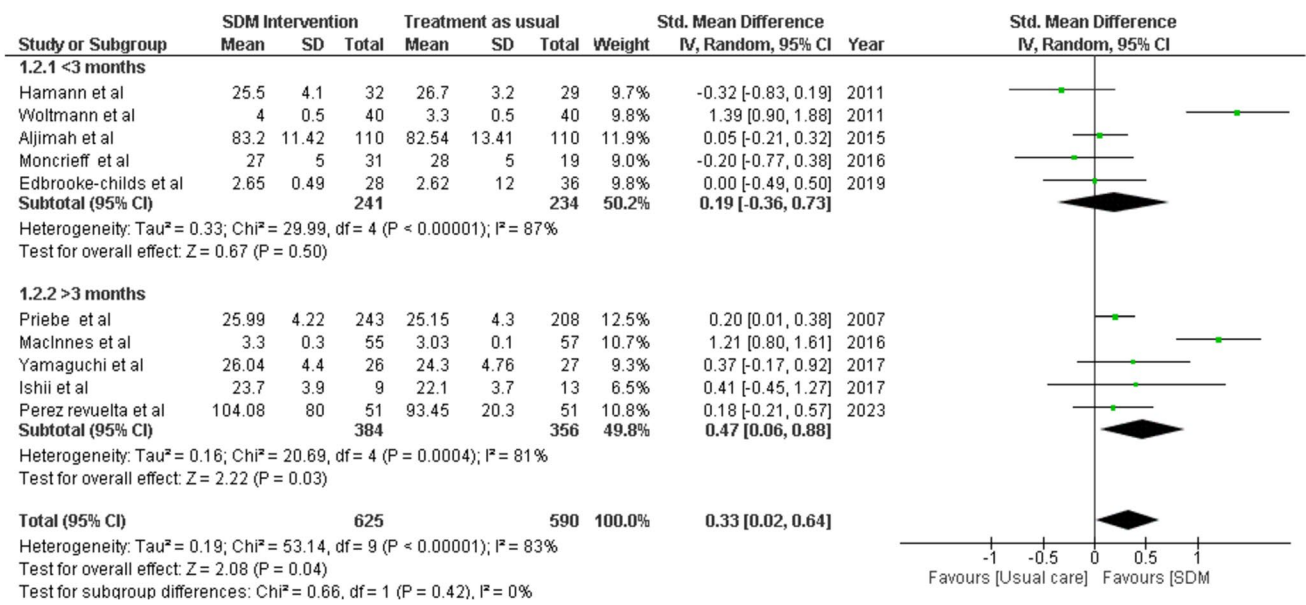 SDM Intervention Treatment as usual Std. Mean Difference Std. Mean Difference
Study or Subgroup Mean SD Total Mean SD Total Weight IV, Random, 95% CI Year IV, Random, 95% CI
1.2.1 <3 months
Hamann et al 25.5 4.1 32 26.7 3.2 29 9.7% -0.32 [-0.83, 0.19] 2011
Woltmann et al 4 0.5 40 3.3 0.5 40 9.8% 1.39 [0.90, 1.88] 2011
Aljimah et al 83.2 11.42 110 82.54 13.41 110 11.9% 0.05 [-0.21, 0.32] 2015
Moncrieff et al 27 5 31 28 5 19 9.0% -0.20 [-0.77, 0.38] 2016
Edbrooke-childs et al 2.65 0.49 28 2.62 12 36 9.8% 0.00 [-0.49, 0.50] 2019
Subtotal (95% CI) 241 234 50.2% 0.19 [-0.36, 0.73]
Heterogeneity: Tau² = 0.33; Chi² = 29.99, df = 4 (P < 0.00001); I² = 87%
Test for overall effect: Z = 0.67 (P = 0.50)
1.2.2 >3 months
Priebe et al 25.99 4.22 243 25.15 4.3 208 12.5% 0.20 [0.01, 0.38] 2007
MacInnes et al 3.3 0.3 55 3.03 0.1 57 10.7% 1.21 [0.80, 1.61] 2016
Yamaguchi et al 26.04 4.4 26 24.3 4.76 27 9.3% 0.37 [-0.17, 0.92] 2017
Ishii et al 23.7 3.9 9 22.1 3.7 13 6.5% 0.41 [-0.45, 1.27] 2017
Perez revuelta et al 104.08 80 51 93.45 20.3 51 10.8% 0.18 [-0.21, 0.57] 2023
Subtotal (95% CI) 384 356 49.8% 0.47 [0.06, 0.88]
Heterogeneity: Tau² = 0.16; Chi² = 20.69, df = 4 (P = 0.0004); I² = 81%
Test for overall effect: Z = 2.22 (P = 0.03)
Total (95% CI) 625 590 100.0% 0.33 [0.02, 0.64]
Heterogeneity: Tau² = 0.19; Chi² = 53.14, df = 9 (P < 0.00001); I² = 83%
Test for overall effect: Z = 2.08 (P = 0.04)
Test for subgroup differences: Chi² = 0.66, df = 1 (P = 0.42), I² = 0%
-1 -0.5 0 0.5 1
Favours [Usual care] Favours [SDM